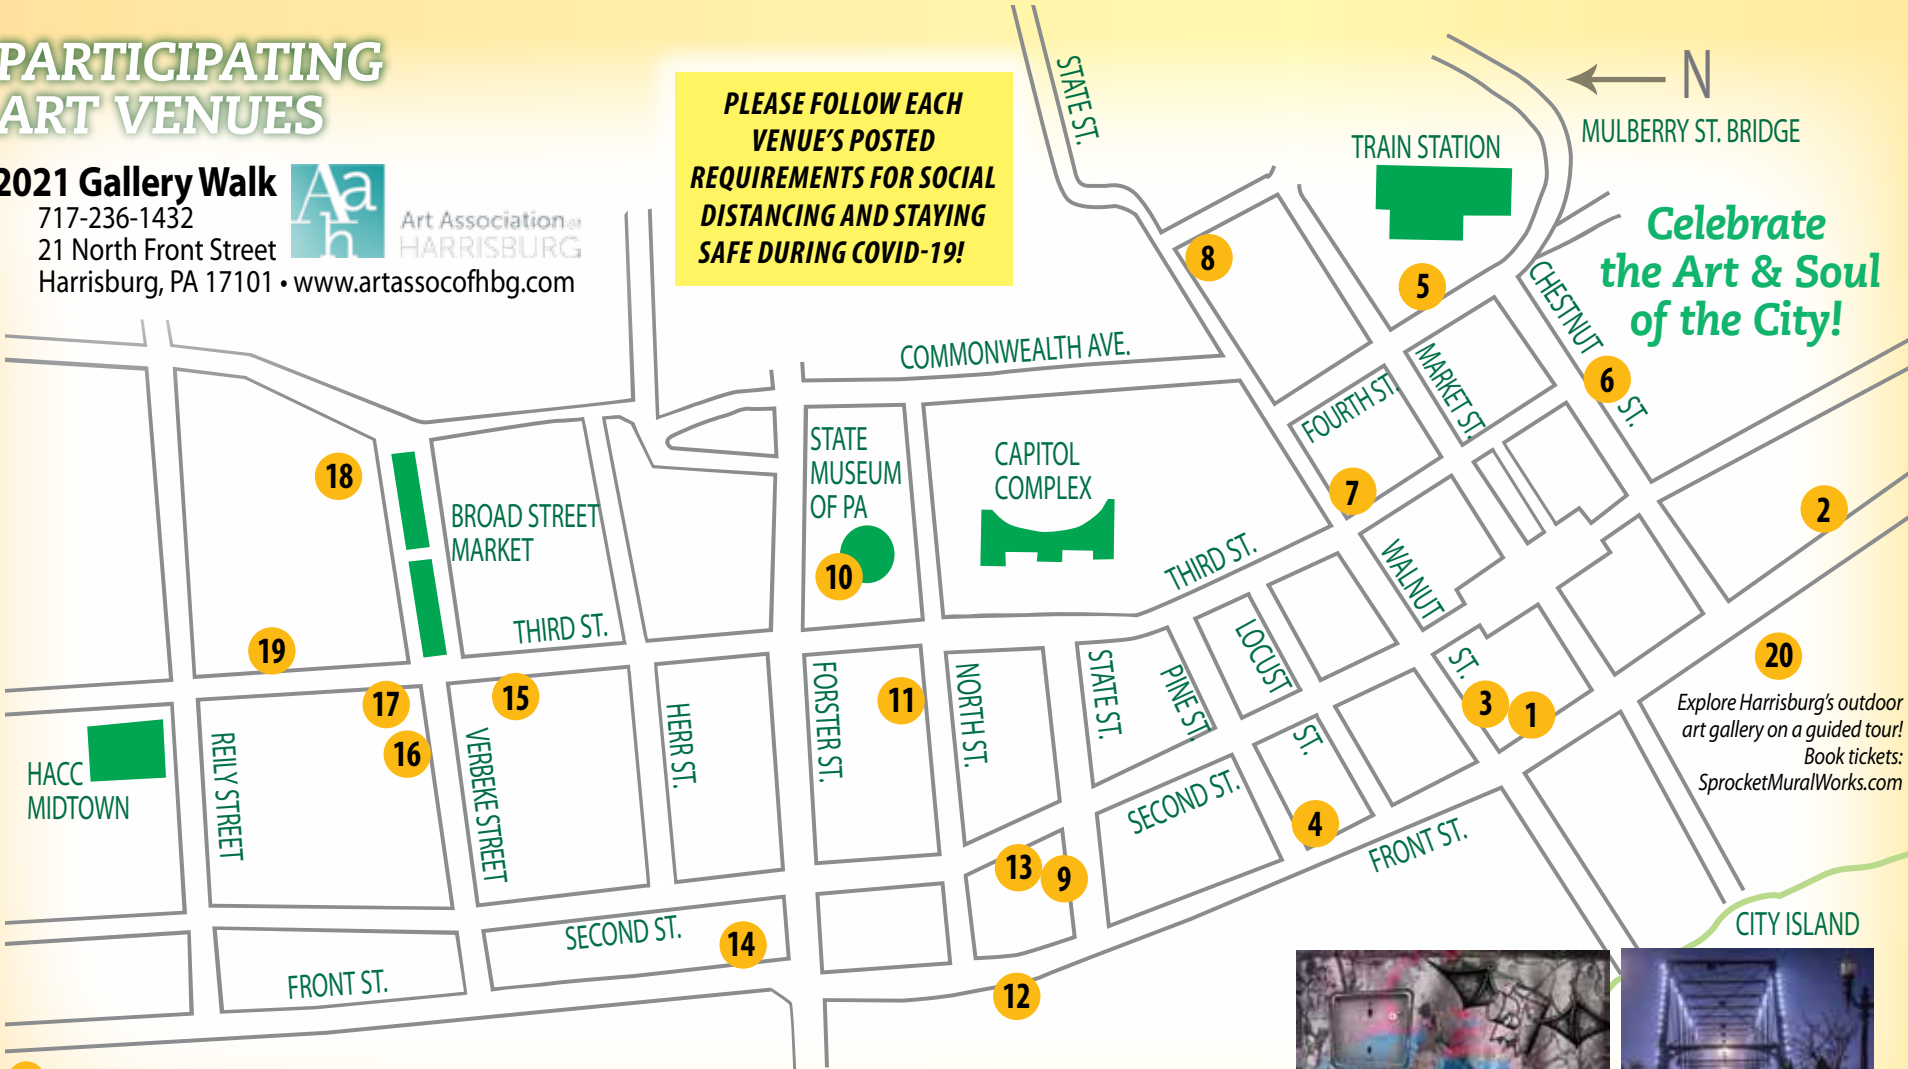 PARTICIPATING
ART VENUES
2021 Gallery Walk
717-236-1432
21 North Front Street
Harrisburg, PA 17101 • www.artassocofhbg.com
Aa
h
Art Association of
HARRISBURG
PLEASE FOLLOW EACH
VENUE'S POSTED
REQUIREMENTS FOR SOCIAL
DISTANCING AND STAYING
SAFE DURING COVID-19!
STATE ST.
N
MULBERRY ST. BRIDGE
TRAIN STATION
Celebrate
the Art & Soul
of the City!
8
5
CHESTNUT ST.
6
COMMONWEALTH AVE.
MARKET ST.
FOURTH ST.
7
2
18
BROAD STREET
MARKET
STATE
MUSEUM
OF PA
10
CAPITOL
COMPLEX
THIRD ST.
WALNUT ST.
THIRD ST.
19
17
16
15
11
LOCUST ST.
PINE ST.
STATE ST.
NORTH ST.
FORSTER ST.
HERR ST.
VERBEKE STREET
REILY STREET
HACC
MIDTOWN
3
1
20
Explore Harrisburg's outdoor
art gallery on a guided tour!
Book tickets:
SprocketMuralWorks.com
SECOND ST.
4
FRONT ST.
13
9
CITY ISLAND
SECOND ST.
14
FRONT ST.
12